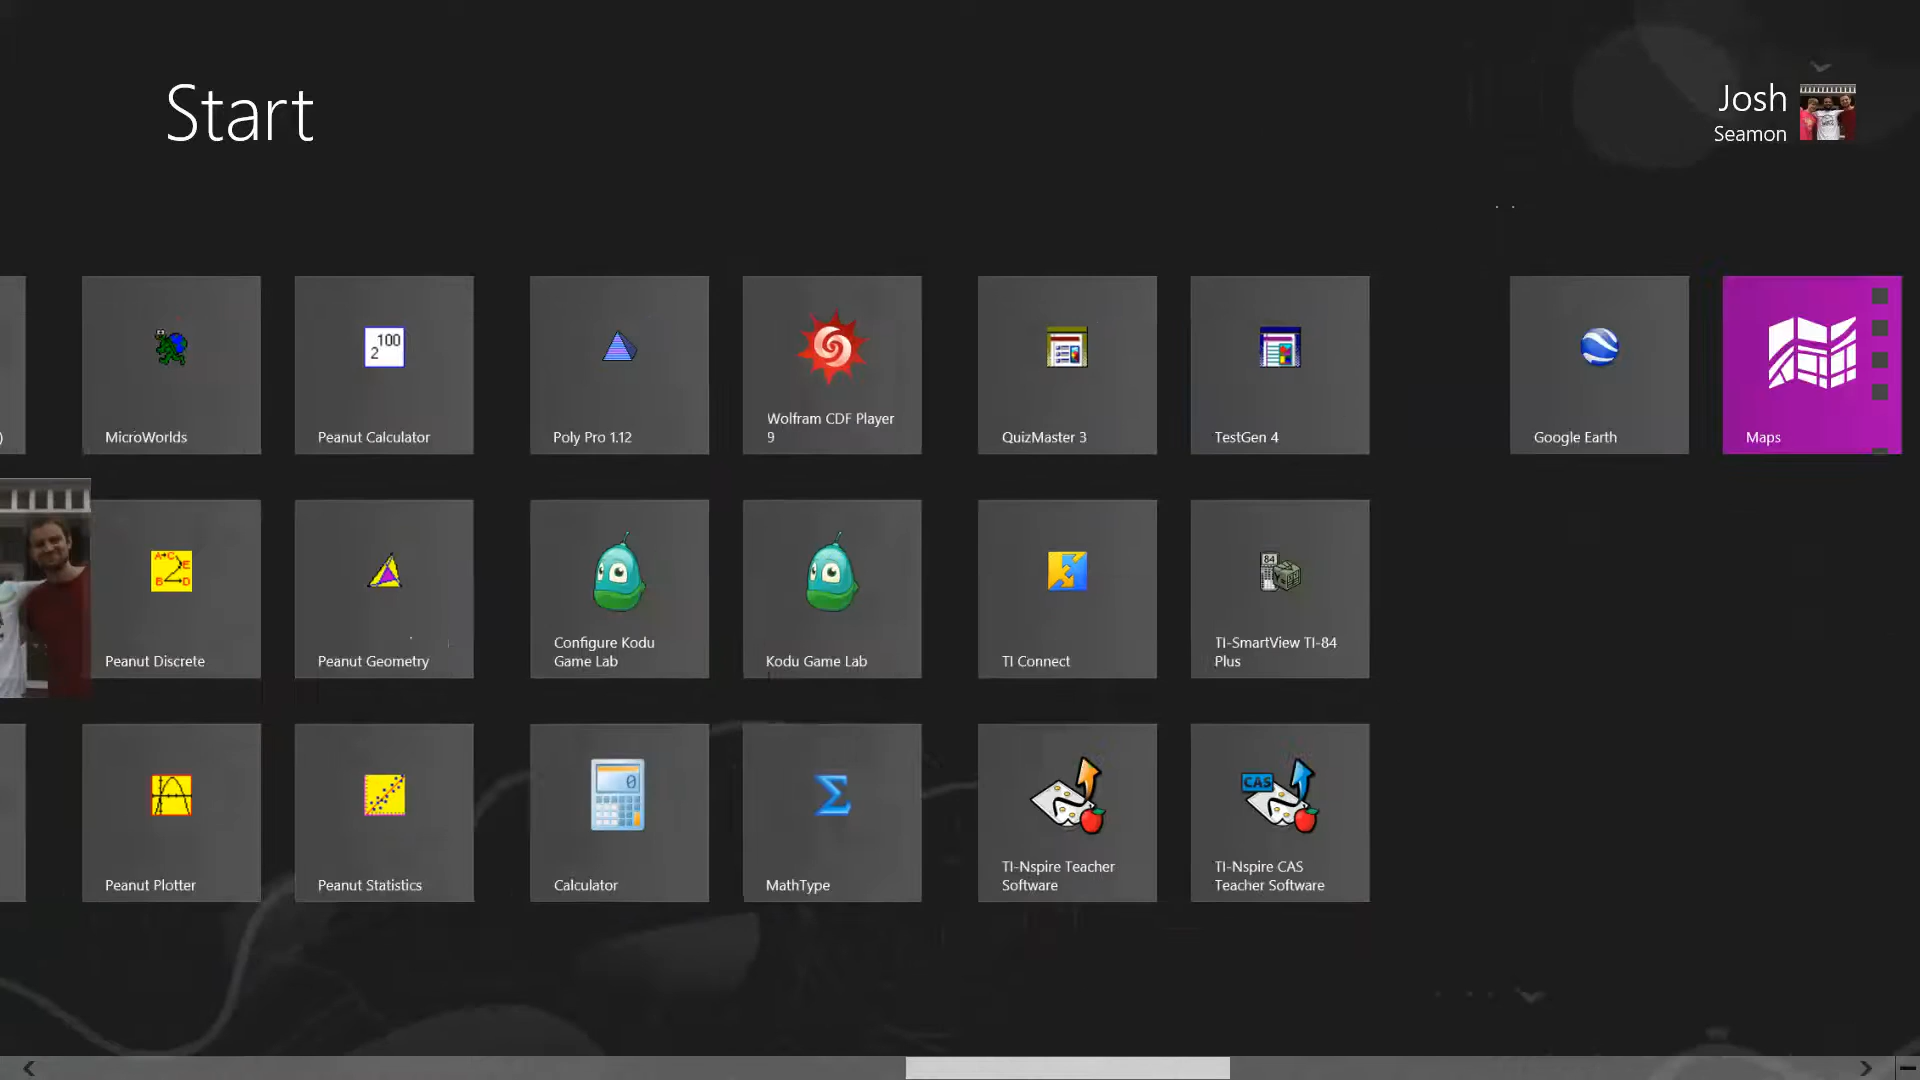 Start
Josh
Seamon
)
MicroWorlds
100
2
Peanut Calculator
Poly Pro 1.12
Wolfram CDF Player
9
QuizMaster 3
TestGen 4
Google Earth
Maps
A C
E
B D
Peanut Discrete
Peanut Geometry
Configure Kodu
Game Lab
Kodu Game Lab
TI Connect
84
TI-SmartView TI-84
Plus
Peanut Plotter
Peanut Statistics
0
Calculator
Σ
MathType
TI-Nspire Teacher
Software
CAS
TI-Nspire CAS
Teacher Software